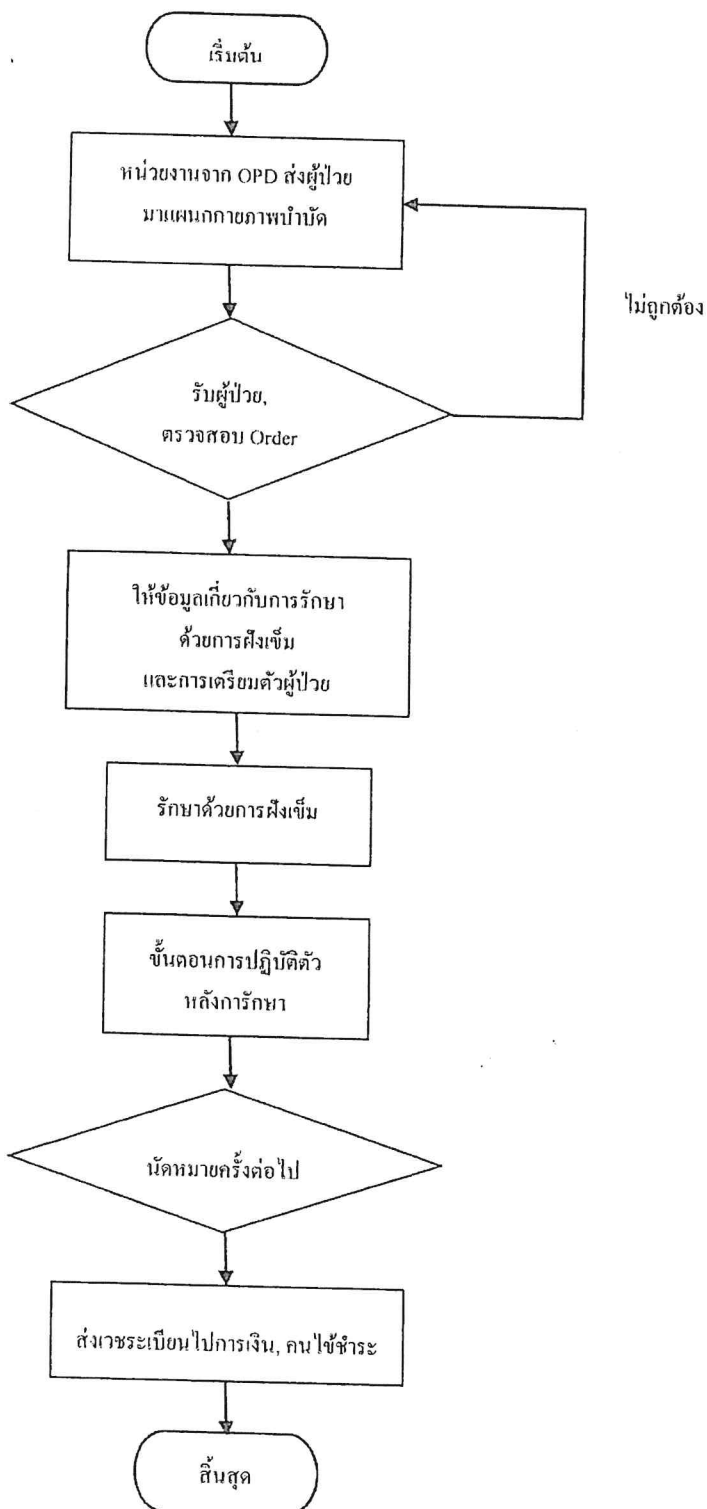 เริ่มต้น
หน่วยงานจาก OPD ส่งผู้ป่วย
มาแผนกกายภาพบำบัด
ไม่ถูกต้อง
รับผู้ป่วย,
ตรวจสอบ Order
ให้ข้อมูลเกี่ยวกับการรักษา
ด้วยการฝังเข็ม
และการเตรียมตัวผู้ป่วย
รักษาด้วยการฝังเข็ม
ขั้นตอนการปฏิบัติตัว
หลังการักษา
นัดหมายครั้งต่อไป
ส่งเวชระเบียนไปการเงิน, คนไข้ชำระ
สิ้นสุด